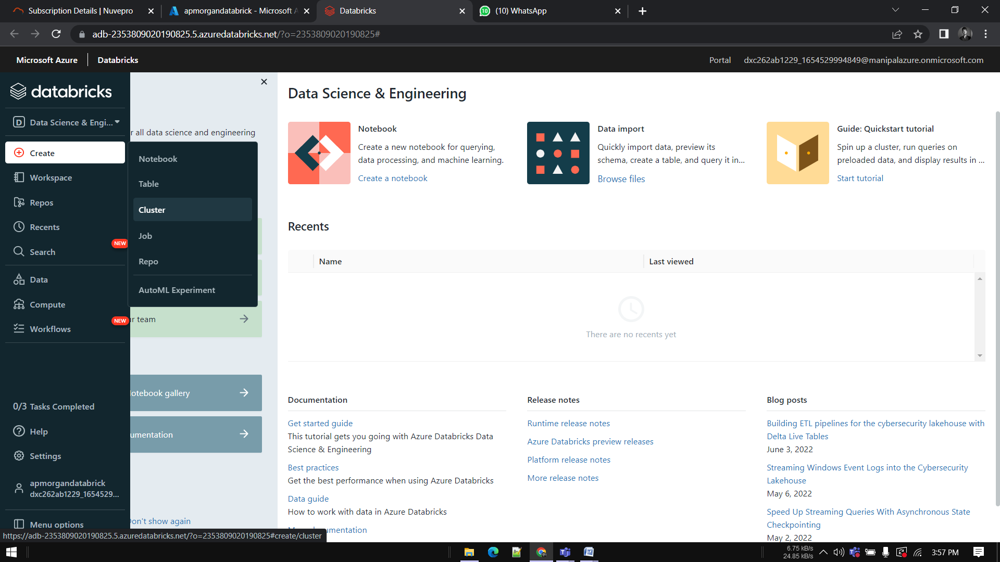 Subscription Details | Nuvepro
apmorgandatabrick - Microsoft A
Databricks
(10) WhatsApp
adb-2353809020190825.5.azuredatabricks.net/?o=2353809020190825#
Microsoft Azure
Databricks
Portal
dxc262ab1229_1654529994849@manipalazure.onmicrosoft.com
databricks
D Data Science & Engi...
Create
Workspace
Repos
Recents
Search
NEW
Data
Compute
Workflows
NEW
0/3 Tasks Completed
Help
Settings
apmorgandatabrick
dxc262ab1229_1654529...
Menu options
r all data science and engineering
Notebook
Table
Cluster
Job
Repo
AutoML Experiment
r team
otebook gallery
umentation
on't show again
Data Science & Engineering
Notebook
Create a new notebook for querying,
data processing, and machine learning.
Create a notebook
Data import
Quickly import data, preview its
schema, create a table, and query it in...
Browse files
Guide: Quickstart tutorial
Spin up a cluster, run queries on
preloaded data, and display results in ...
Start tutorial
Recents
Name
Last viewed
There are no recents yet
Documentation
Get started guide
This tutorial gets you going with Azure Databricks Data
Science & Engineering
Best practices
Get the best performance when using Azure Databricks
Data guide
How to work with data in Azure Databricks
umentation
Release notes
Runtime release notes
Azure Databricks preview releases
Platform release notes
More release notes
Blog posts
Building ETL pipelines for the cybersecurity lakehouse with
Delta Live Tables
June 3, 2022
Streaming Windows Event Logs into the Cybersecurity
Lakehouse
May 6, 2022
Speed Up Streaming Queries With Asynchronous State
Checkpointing
May 2, 2022
https://adb-2353809020190825.5.azuredatabricks.net/?o=2353809020190825#create/cluster
6.75 kB/s
24.85 kB/s
3:57 PM